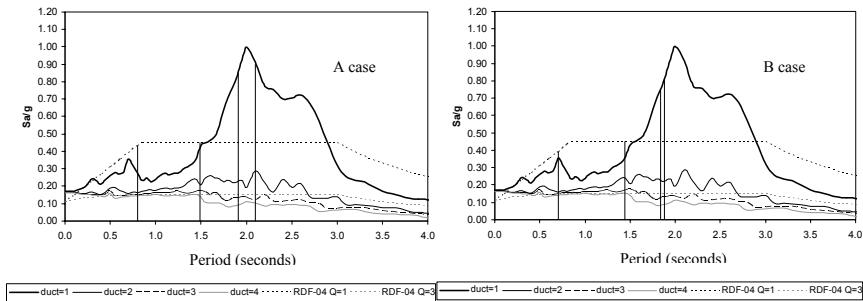 1.20
1.10
1.00
0.90
0.80
0.70
0.60
0.50
0.40
0.30
0.20
0.10
0.00
Sa/g
A case
0.0 0.5 1.0 1.5 2.0 2.5 3.0 3.5 4.0
Period (seconds)
duct=1 duct=2 duct=3 duct=4 RDF-04 Q=1 RDF-04 Q=3
1.20
1.10
1.00
0.90
0.80
0.70
0.60
0.50
0.40
0.30
0.20
0.10
0.00
Sa/g
B case
0.0 0.5 1.0 1.5 2.0 2.5 3.0 3.5 4.0
Period (seconds)
duct=1 duct=2 duct=3 duct=4 RDF-04 Q=1 RDF-04 Q=3